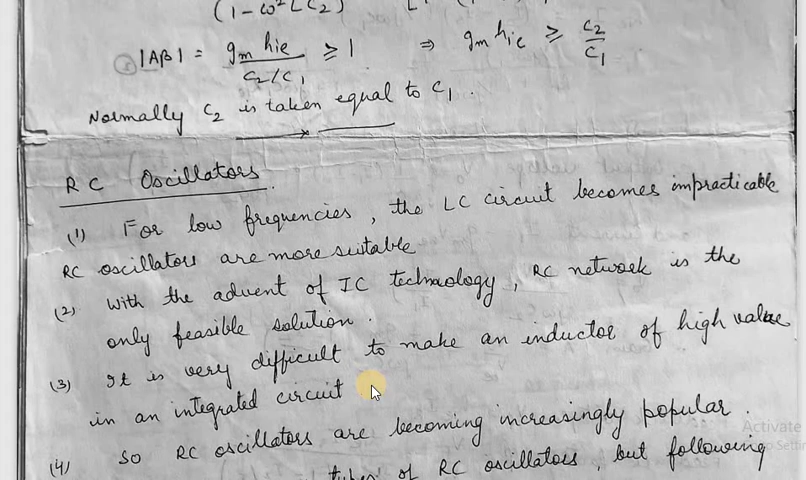 (1-ω²LC₂)
|Aβ| = gm hie / C₂/C₁ ≥ 1 ⇒ gm hie ≥ C₂/C₁
Normally C₂ is taken equal to C₁.
RC Oscillators.
(1) For low frequencies, the LC circuit becomes impracticable
RC oscillators are more suitable
(2) With the advent of IC technology, RC network is the
only feasible solution.
(3) It is very difficult to make an inductor of high value
in an integrated circuit
(4) So RC oscillators are becoming increasingly popular.
types of RC oscillators, but following
Activate